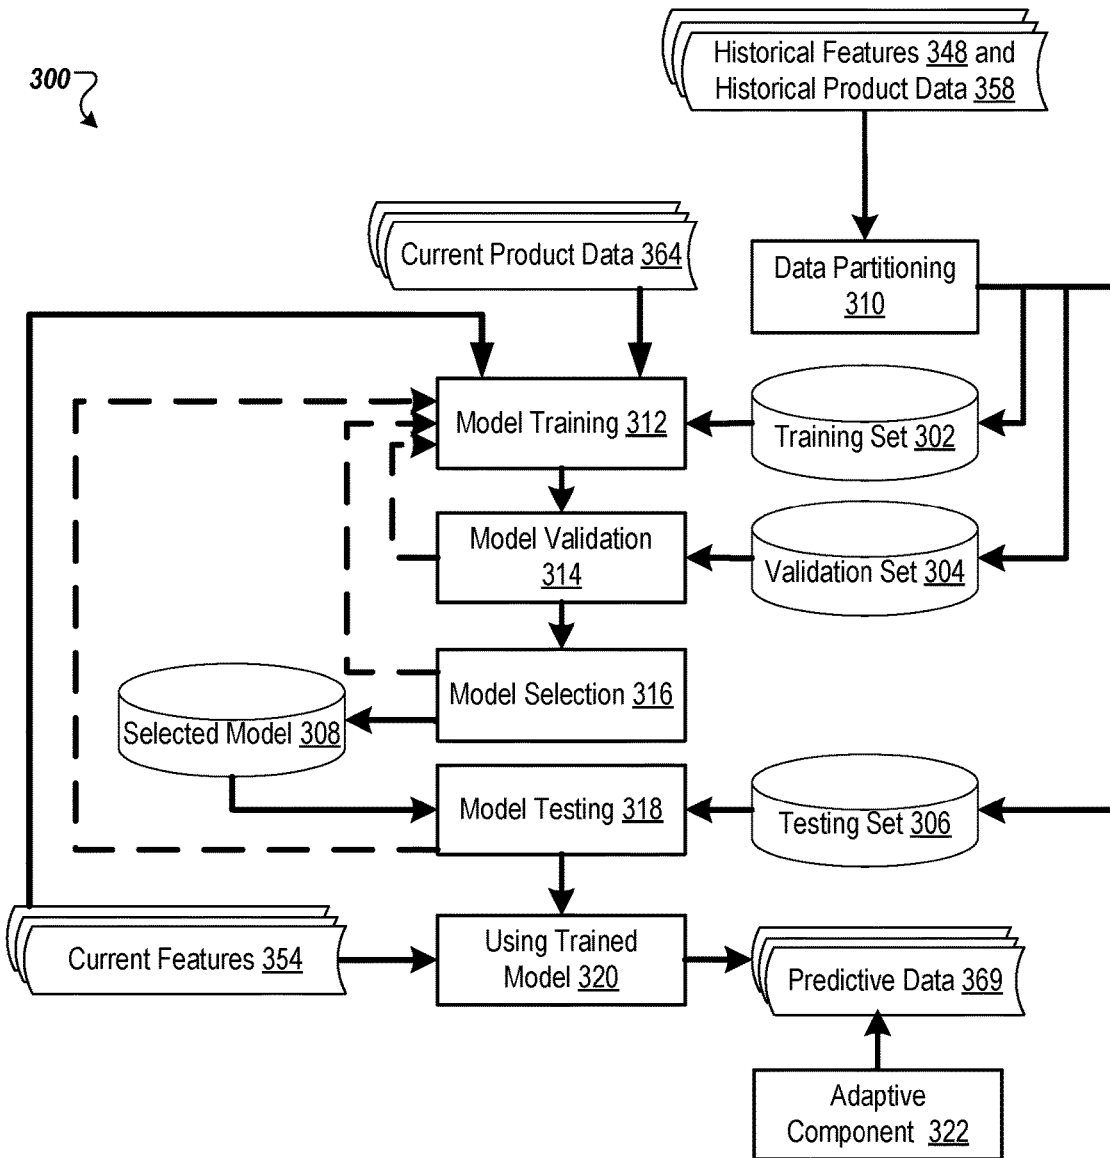 300
Historical Features 348 and
Historical Product Data 358
Current Product Data 364
Data Partitioning
310
Model Training 312
Training Set 302
Model Validation
314
Validation Set 304
Model Selection 316
Selected Model 308
Model Testing 318
Testing Set 306
Current Features 354
Using Trained
Model 320
Predictive Data 369
Adaptive
Component 322